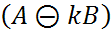 (𝐴 ⊖ 𝑘𝐵)